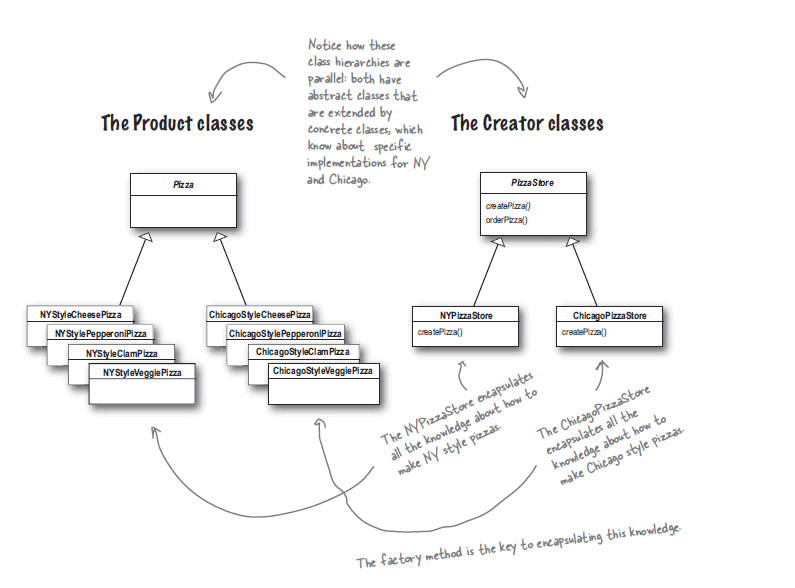 Notice how these
class hierarchies are
parallel: both have
abstract classes that
are extended by
concrete classes, which
know about specific
implementations for NY
and Chicago.
The Product classes
The Creator classes
Pizza
PizzaStore
createPizza()
orderPizza()
NYStyleCheesePizza
NYStylePepperoniPizza
NYStyleClamPizza
NYStyleVeggiePizza
ChicagoStyleCheesePizza
ChicagoStylePepperoniPizza
ChicagoStyleClamPizza
ChicagoStyleVeggiePizza
NYPizzaStore
createPizza()
ChicagoPizzaStore
createPizza()
The NYPizzaStore encapsulates
all the knowledge about how to
make NY style pizzas.
The ChicagoPizzaStore
encapsulates all the
knowledge about how to
make Chicago style pizzas.
The factory method is the key to encapsulating this knowledge.